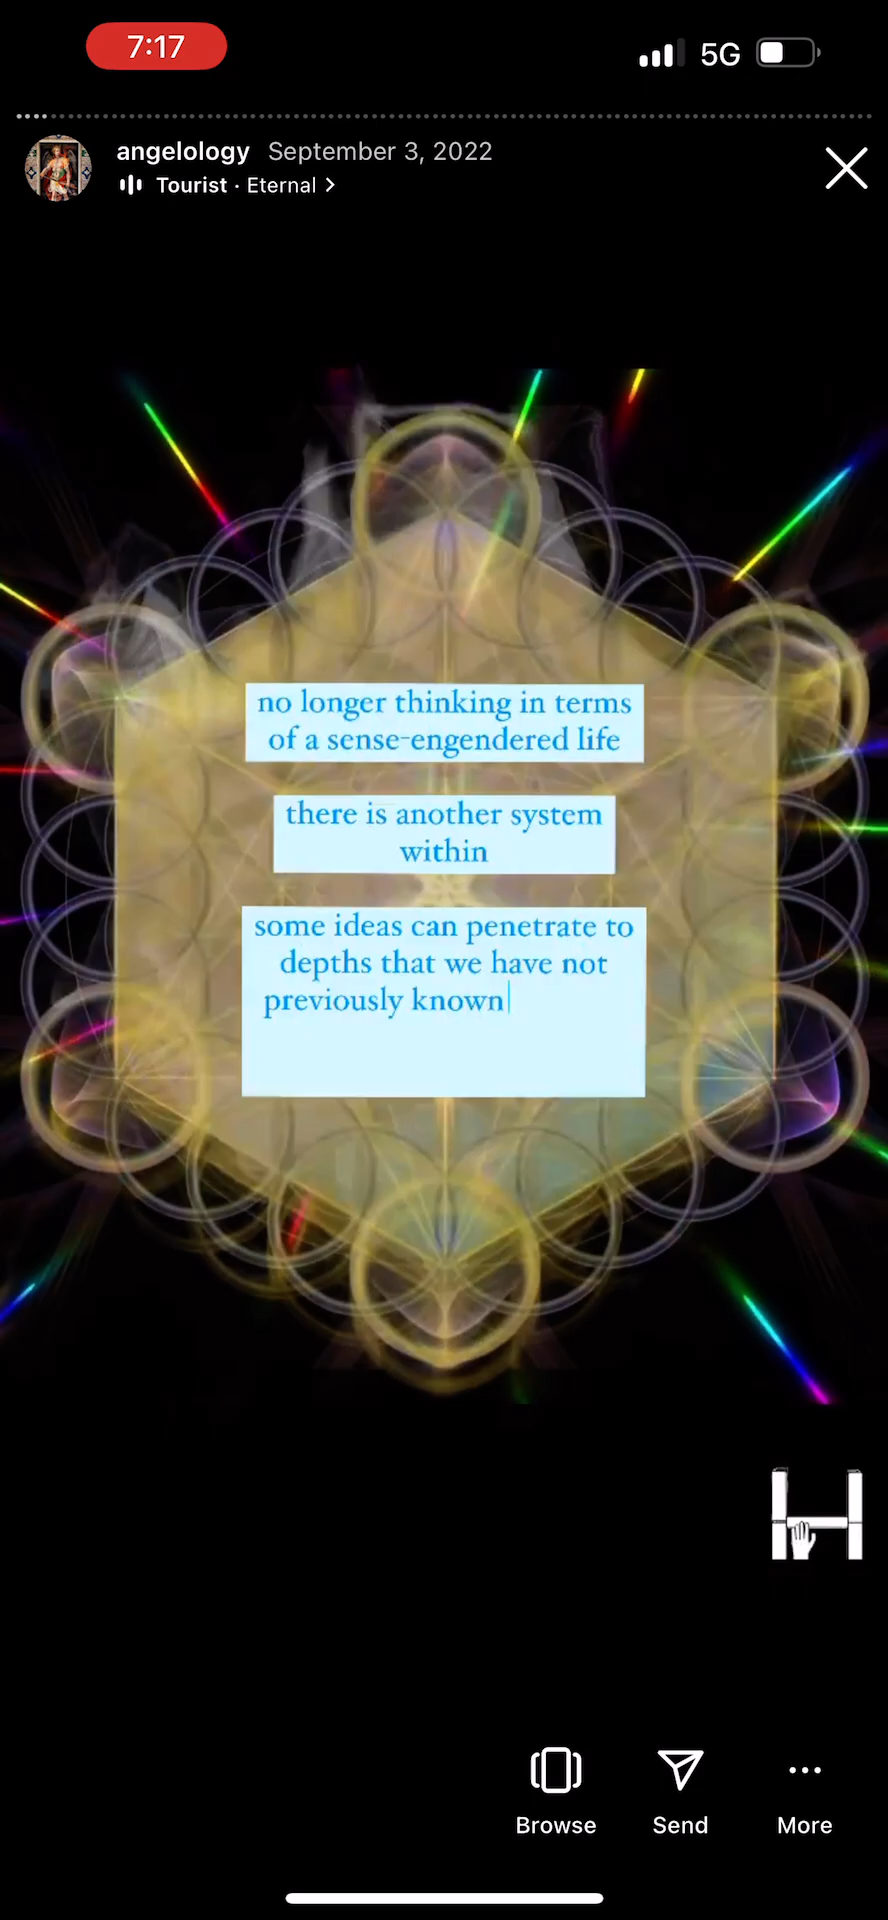 7:17
5G
angelology September 3, 2022
Tourist · Eternal >
no longer thinking in terms
of a sense-engendered life
there is another system
within
some ideas can penetrate to
depths that we have not
previously known
Browse Send More